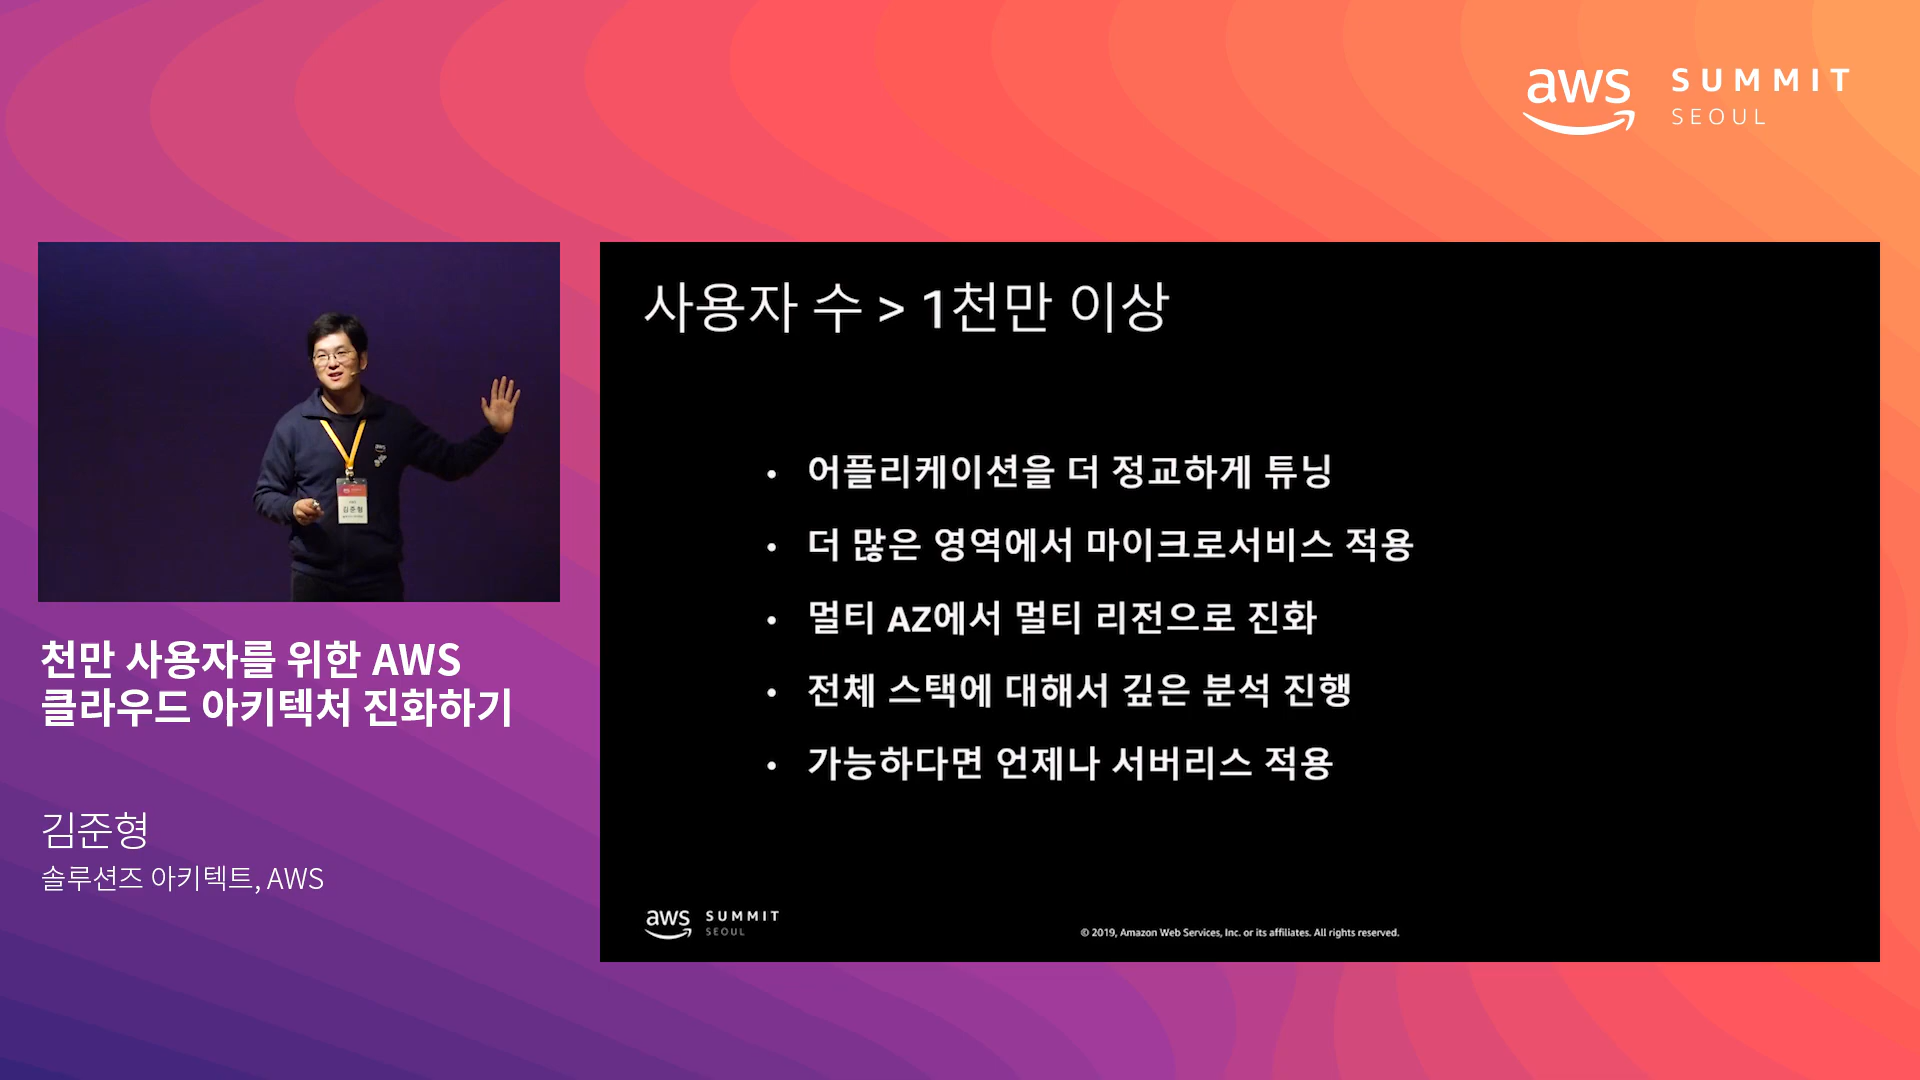 aws SUMMIT
SEOUL
김준형
천만 사용자를 위한 AWS
클라우드 아키텍처 진화하기
김준형
솔루션즈 아키텍트, AWS
사용자 수 > 1천만 이상
• 어플리케이션을 더 정교하게 튜닝
• 더 많은 영역에서 마이크로서비스 적용
• 멀티 AZ에서 멀티 리전으로 진화
• 전체 스택에 대해서 깊은 분석 진행
• 가능하다면 언제나 서버리스 적용
aws SUMMIT
SEOUL
© 2019, Amazon Web Services, Inc. or its affiliates. All rights reserved.